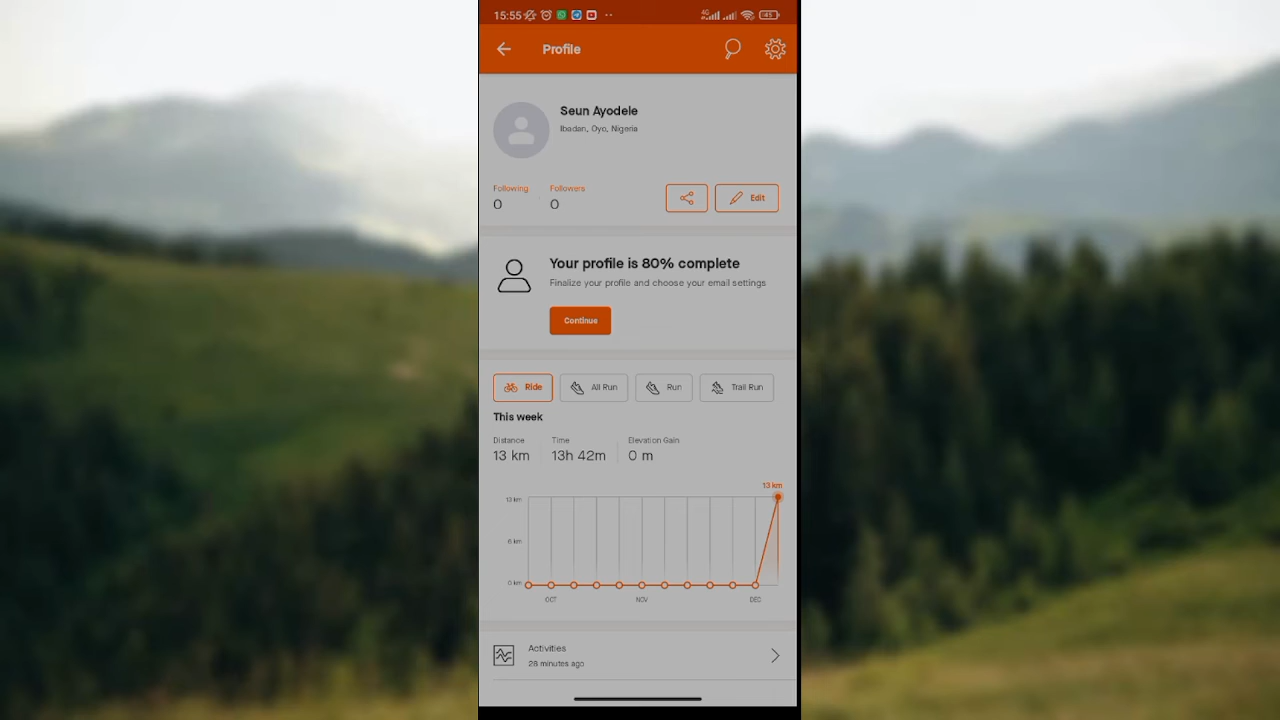 15:55 4G 45
Profile
Seun Ayodele
Ibadan, Oyo, Nigeria
Following Followers
0 0
Edit
Your profile is 80% complete
Finalize your profile and choose your email settings
Continue
Ride All Run Run Trail Run
This week
Distance Time Elevation Gain
13 km 13h 42m 0 m
13 km
13 km
6 km
0 km
OCT NOV DEC
Activities
28 minutes ago